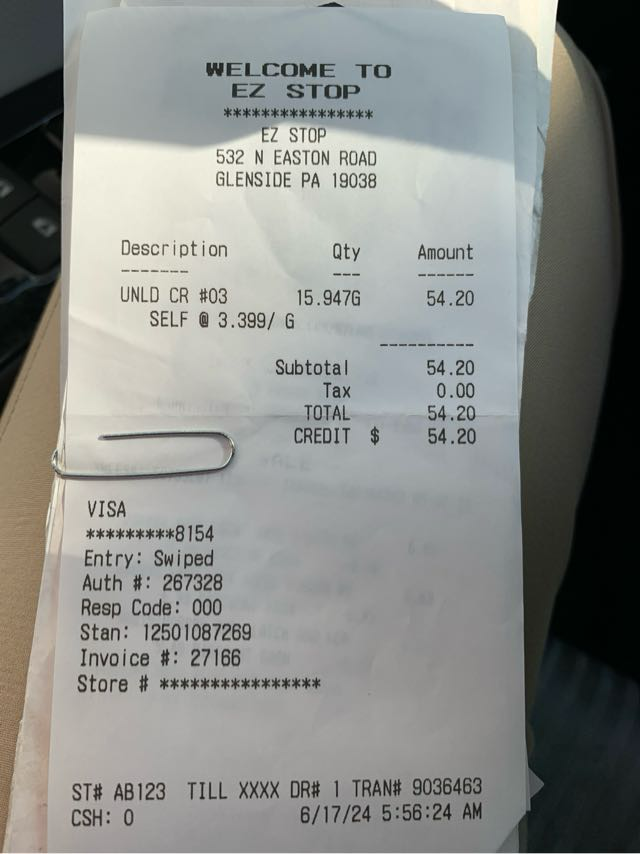 WELCOME TO
EZ STOP
****************
EZ STOP
532 N EASTON ROAD
GLENSIDE PA 19038
Description Qty Amount
------- --- ------
UNLD CR #03 15.947G 54.20
SELF @ 3.399/ G
----------
Subtotal 54.20
Tax 0.00
TOTAL 54.20
CREDIT $ 54.20
VISA
*********8154
Entry: Swiped
Auth #: 267328
Resp Code: 000
Stan: 12501087269
Invoice #: 27166
Store # ****************
ST# AB123 TILL XXXX DR# 1 TRAN# 9036463
CSH: 0 6/17/24 5:56:24 AM